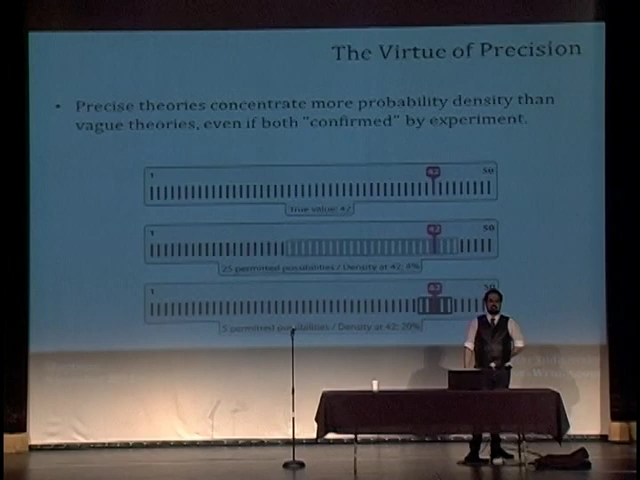 The Virtue of Precision
• Precise theories concentrate more probability density than
vague theories, even if both "confirmed" by experiment.
1 42 50
True value: 42
1 42 50
25 permitted possibilities / Density at 42: 4%
1 42 50
5 permitted possibilities / Density at 42: 20%